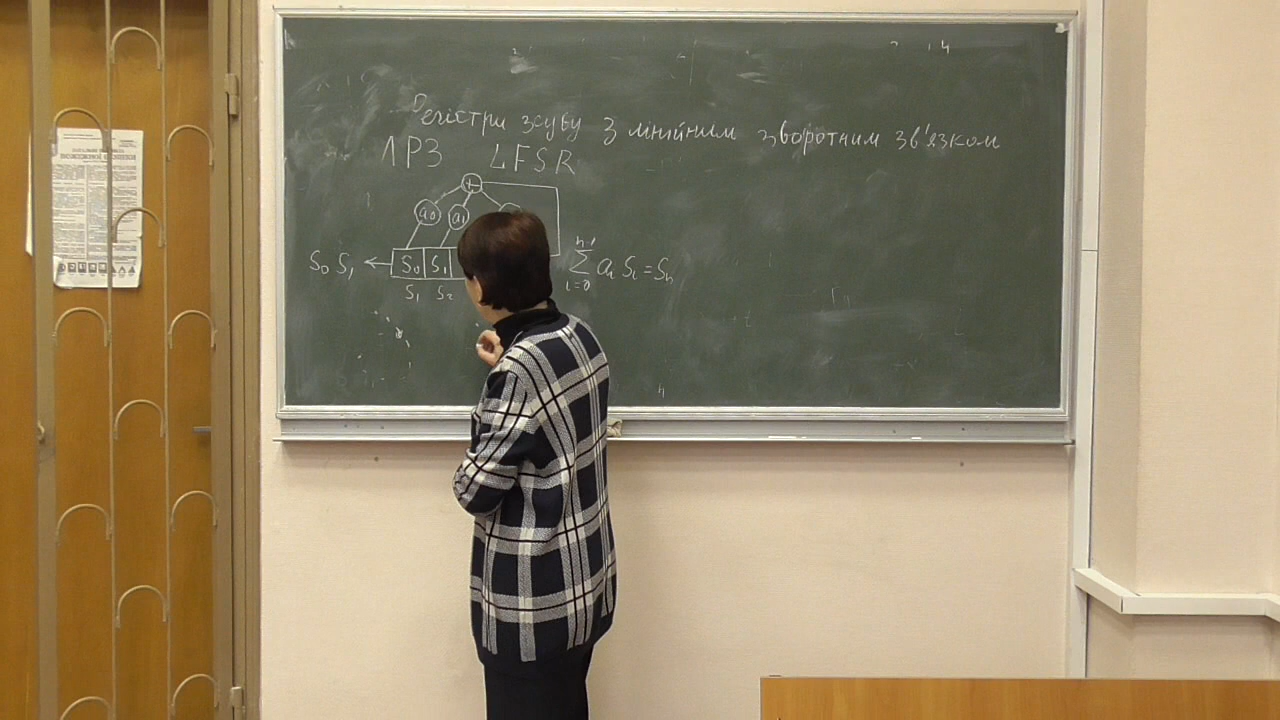 Регістри зсуву з лінійнім зворотним зв'язком
ЛРЗ LFSR
+
a₀ a₁
S₀ S₁ ← S₀ S₁
S₁ S₂
n-1
∑ aᵢ Sᵢ = Sₙ
i=0